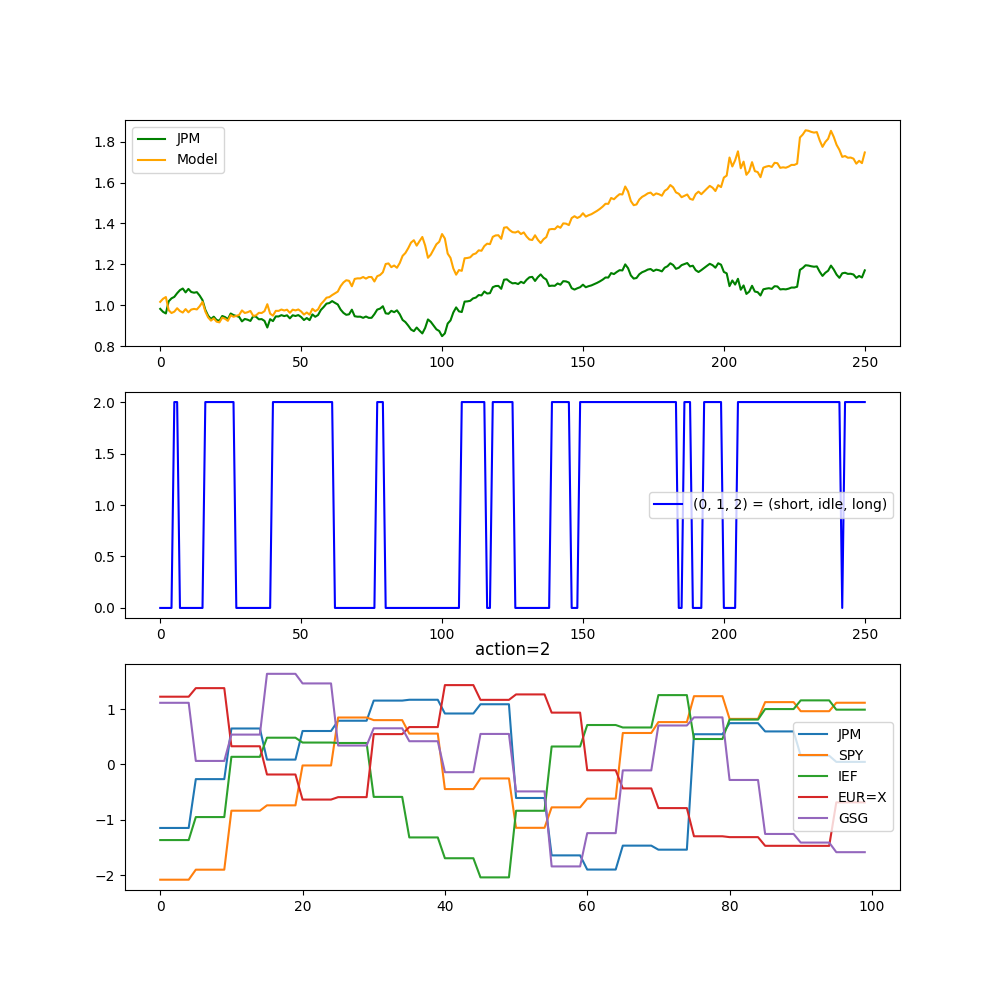 JPM
Model
1.8
1.6
1.4
1.2
1.0
0.8
0 50 100 150 200 250
2.0
1.5
1.0
0.5
0.0
(0, 1, 2) = (short, idle, long)
0 50 100 150 200 250
action=2
1
0
−1
−2
JPM
SPY
IEF
EUR=X
GSG
0 20 40 60 80 100